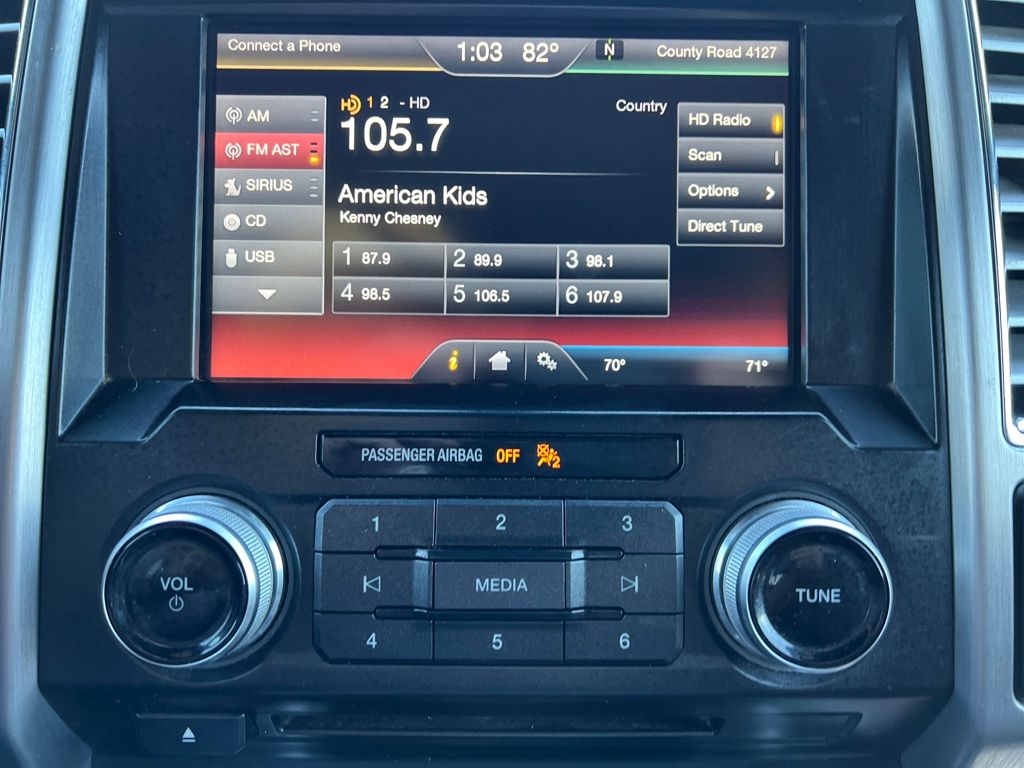 Connect a Phone
1:03 82°
N
County Road 4127
AM
FM AST
SIRIUS
CD
USB
HD 1 2 - HD
105.7
Country
American Kids
Kenny Chesney
1 87.9
2 89.9
3 98.1
4 98.5
5 106.5
6 107.9
HD Radio
Scan
Options
Direct Tune
i
70°
71°
PASSENGER AIRBAG OFF 2
VOL
1
2
3
MEDIA
4
5
6
TUNE